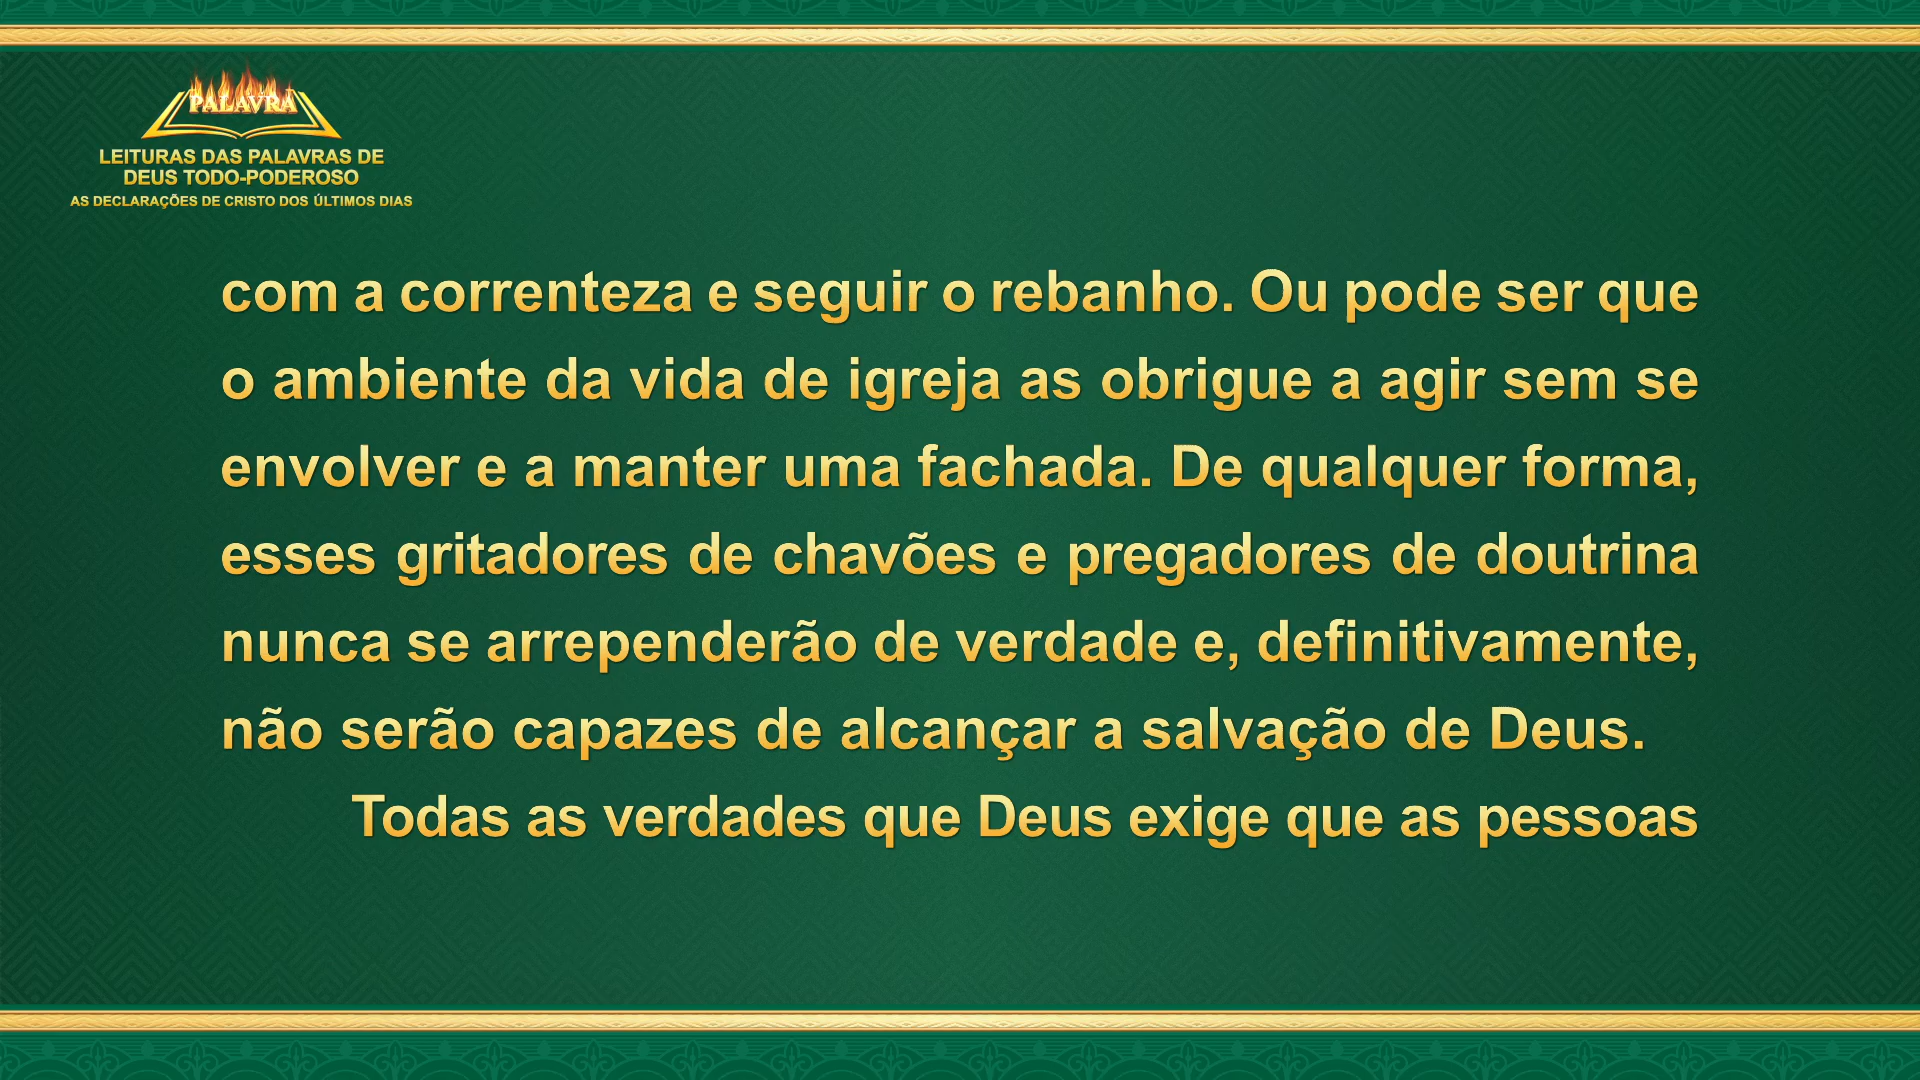 PALAVRA
LEITURAS DAS PALAVRAS DE
DEUS TODO-PODEROSO
AS DECLARAÇÕES DE CRISTO DOS ÚLTIMOS DIAS
com a correnteza e seguir o rebanho. Ou pode ser que
o ambiente da vida de igreja as obrigue a agir sem se
envolver e a manter uma fachada. De qualquer forma,
esses gritadores de chavões e pregadores de doutrina
nunca se arrependerão de verdade e, definitivamente,
não serão capazes de alcançar a salvação de Deus.
Todas as verdades que Deus exige que as pessoas